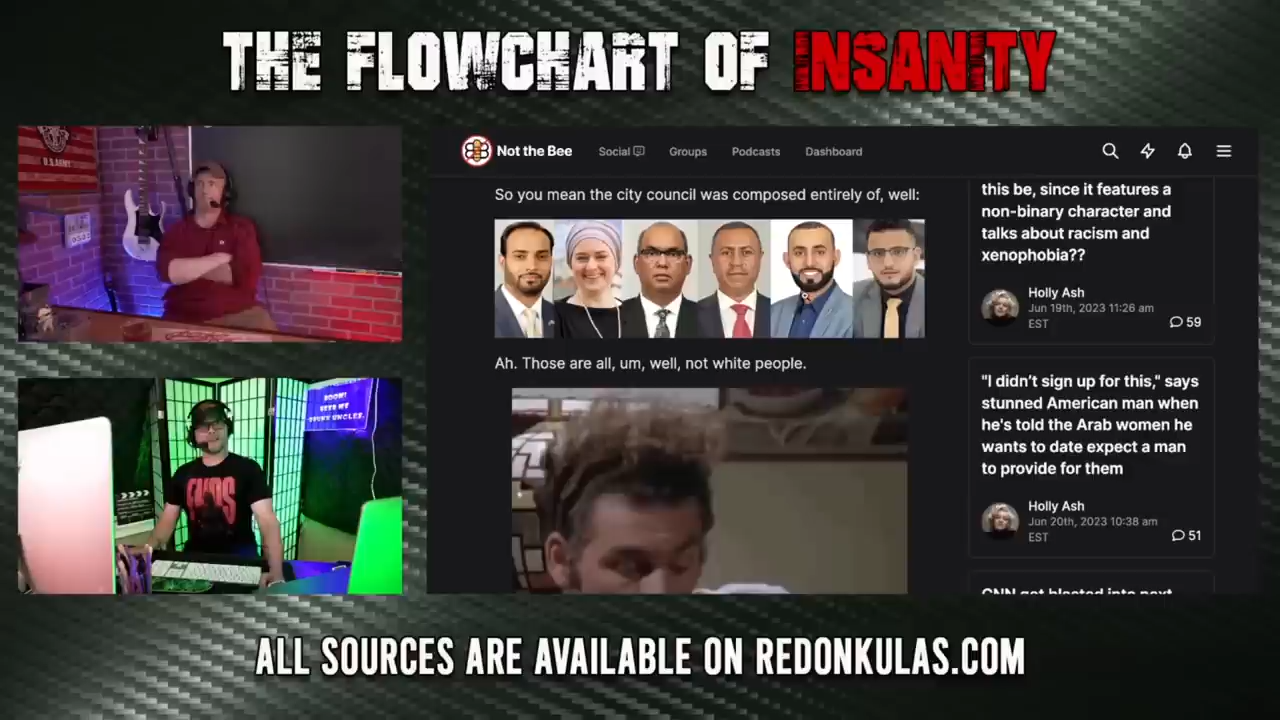 THE FLOWCHART OF INSANITY
U.S. ARMY
Not the Bee
Social
Groups
Podcasts
Dashboard
So you mean the city council was composed entirely of, well:
Ah. Those are all, um, well, not white people.
this be, since it features a
non-binary character and
talks about racism and
xenophobia??
Holly Ash
Jun 19th, 2023 11:26 am
EST
59
"I didn't sign up for this," says
stunned American man when
he's told the Arab women he
wants to date expect a man
to provide for them
Holly Ash
Jun 20th, 2023 10:38 am
EST
51
ALL SOURCES ARE AVAILABLE ON REDONKULAS.COM